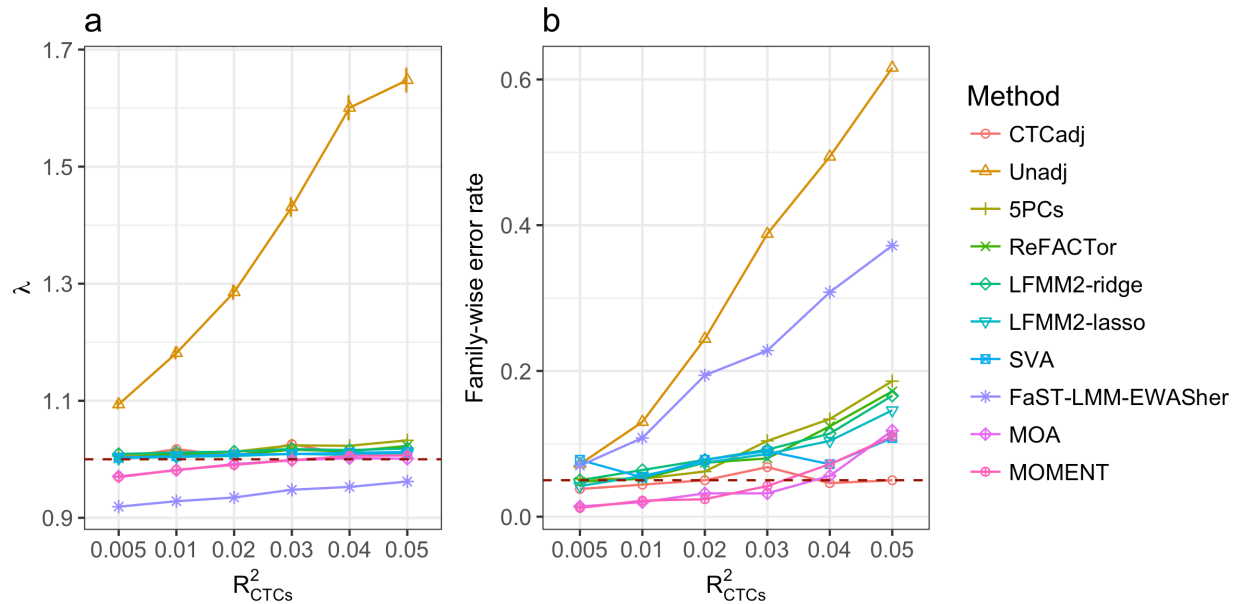 a
1.7
1.5
1.3
1.1
0.9
λ
0.005 0.01 0.02 0.03 0.04 0.05
R²CTCs
b
0.6
0.4
0.2
0.0
Family-wise error rate
0.005 0.01 0.02 0.03 0.04 0.05
R²CTCs
Method
CTCadj
Unadj
5PCs
ReFACTor
LFMM2-ridge
LFMM2-lasso
SVA
FaST-LMM-EWASher
MOA
MOMENT